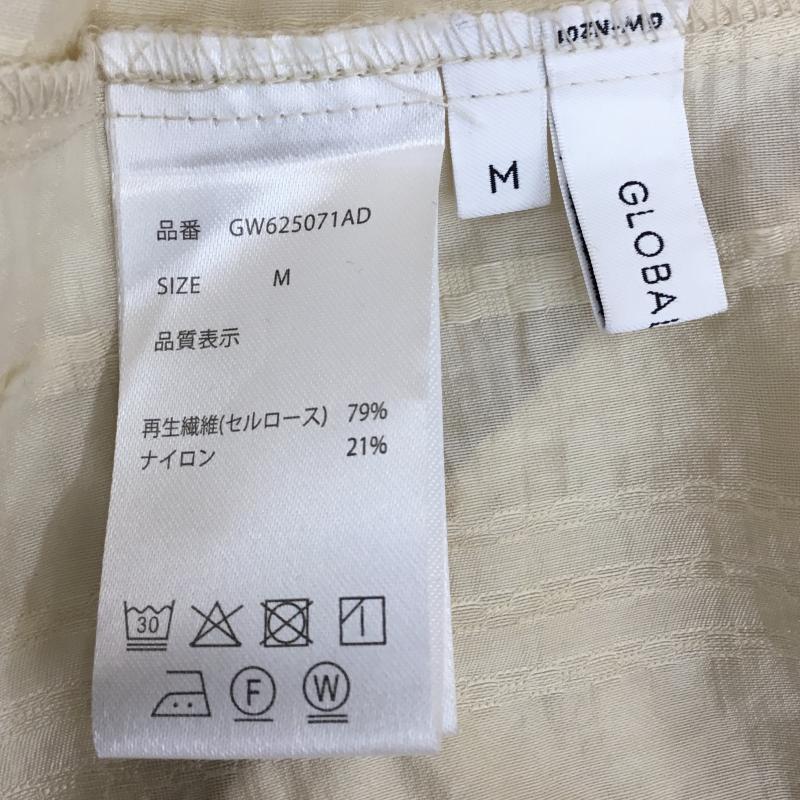 品番 GW625071AD
SIZE M
品質表示
再生繊維(セルロース) 79%
ナイロン 21%
30
F W
M
GLOBAL